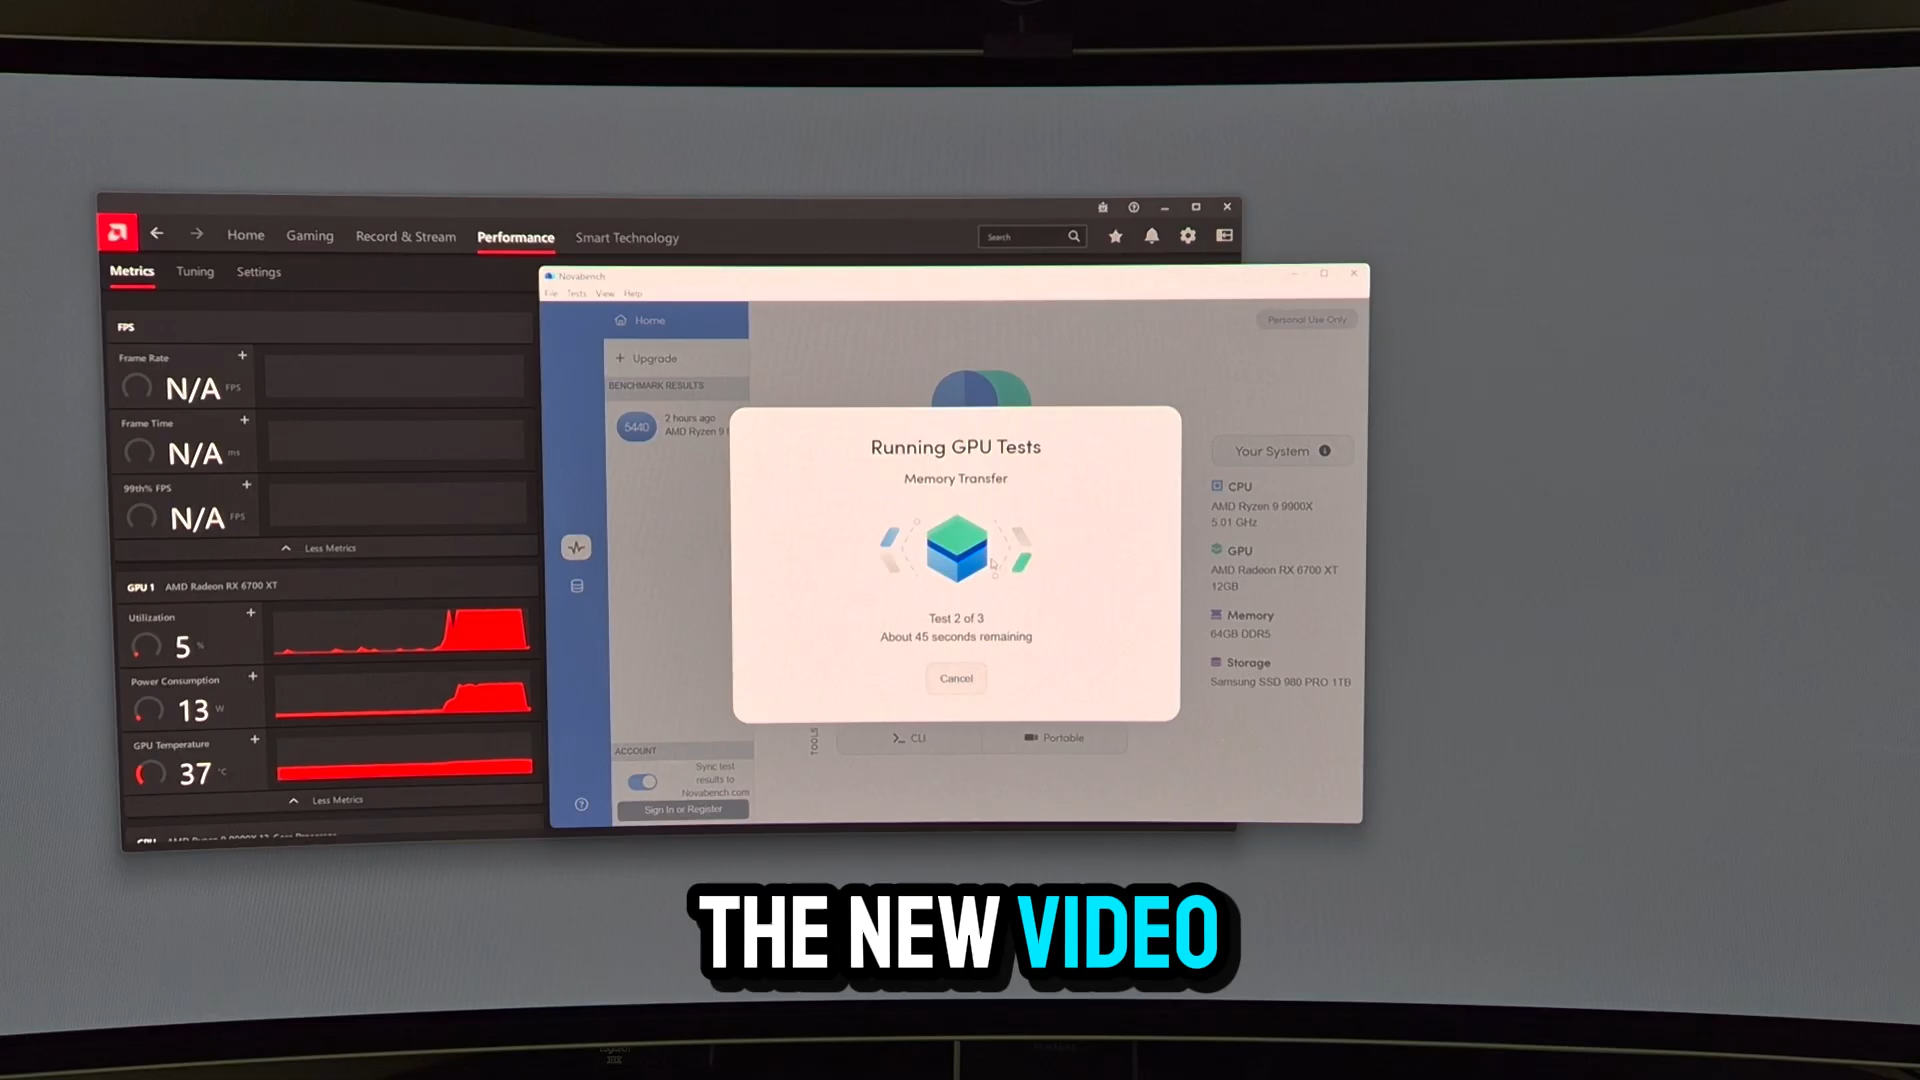 Home
Gaming
Record & Stream
Performance
Smart Technology
Search
Metrics
Tuning
Settings
FPS
Frame Rate
N/A FPS
Frame Time
N/A ms
99th% FPS
N/A FPS
Less Metrics
GPU 1 AMD Radeon RX 6700 XT
Utilization
5 %
Power Consumption
13 W
GPU Temperature
37 °C
Less Metrics
Novabench
File Tests View Help
Home
Personal Use Only
+ Upgrade
BENCHMARK RESULTS
5440
2 hours ago
AMD Ryzen 9
Running GPU Tests
Memory Transfer
Test 2 of 3
About 45 seconds remaining
Cancel
Your System
CPU
AMD Ryzen 9 9900X
5.01 GHz
GPU
AMD Radeon RX 6700 XT
12GB
Memory
64GB DDR5
Storage
Samsung SSD 980 PRO 1TB
TOOLS
CLI
Portable
ACCOUNT
Sync test
results to
Novabench.com
Sign In or Register
THE NEW VIDEO